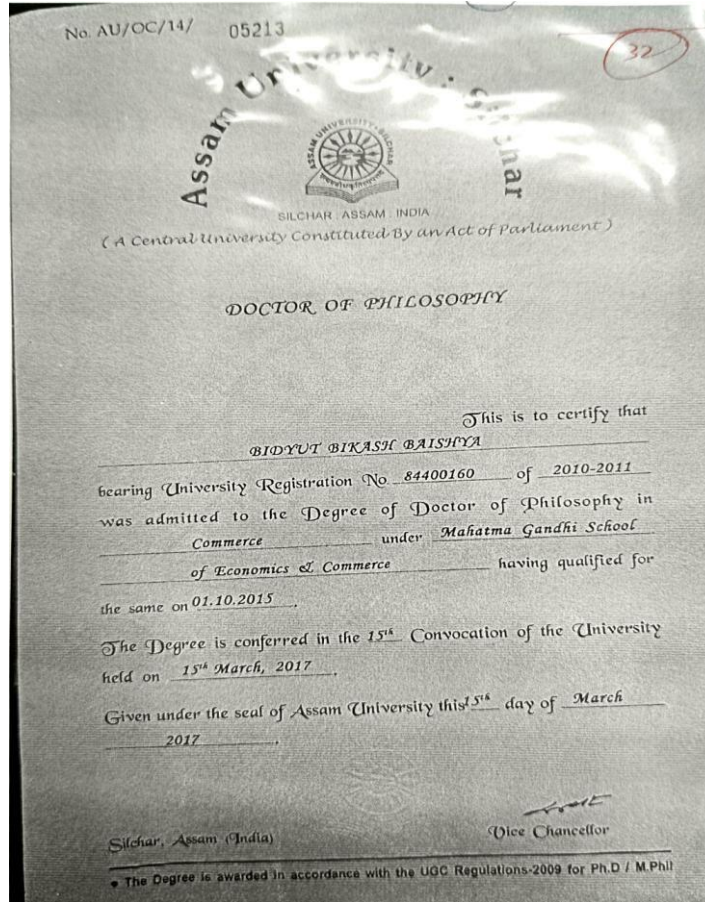 No. AU/OC/14/ 05213
32
Assam University : Silchar
ASSAM UNIVERSITY SILCHAR
SILCHAR : ASSAM : INDIA
( A Central University Constituted By an Act of Parliament )
DOCTOR OF PHILOSOPHY
This is to certify that
BIDYUT BIKASH BAISHYA
bearing University Registration No. 84400160 of 2010-2011
was admitted to the Degree of Doctor of Philosophy in
Commerce under Mahatma Gandhi School
of Economics & Commerce having qualified for
the same on 01.10.2015.
The Degree is conferred in the 15th Convocation of the University
held on 15th March, 2017.
Given under the seal of Assam University this 15th day of March
2017.
Silchar, Assam (India)
Vice Chancellor
• The Degree is awarded in accordance with the UGC Regulations-2009 for Ph.D / M.Phil